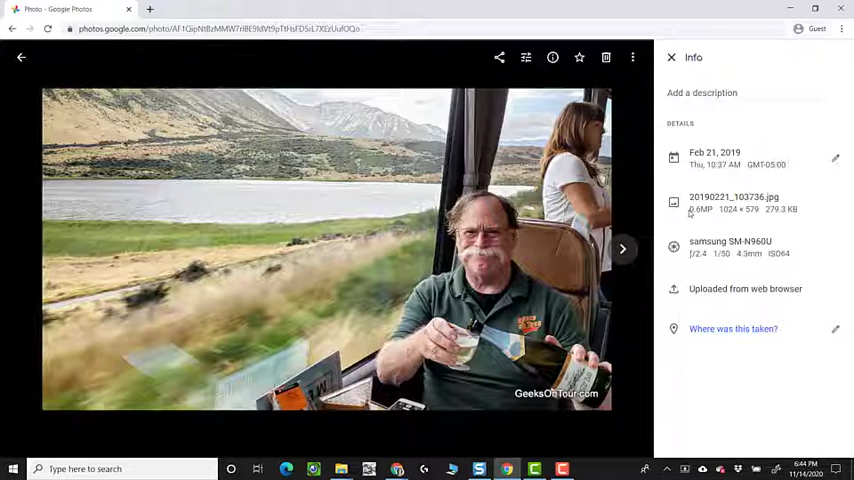 Photo - Google Photos
photos.google.com/photo/
Guest
Info
Add a description
DETAILS
Feb 21, 2019
Thu, 10:37 AM GMT-05:00
20190221_103736.jpg
0.6MP 1024 × 579 279.3 KB
samsung SM-N960U
ƒ/2.4 1/50 4.3mm ISO64
Uploaded from web browser
Where was this taken?
GeeksOnTour.com
Type here to search
6:44 PM
11/14/2020